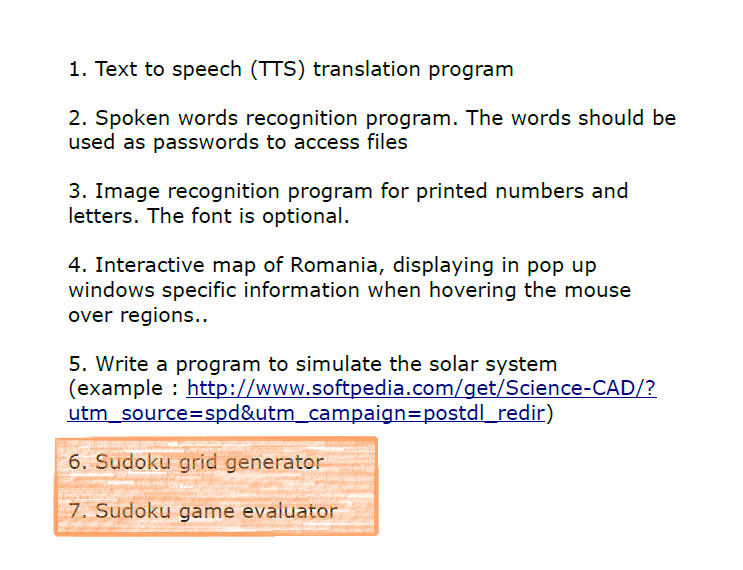 1. Text to speech (TTS) translation program
2. Spoken words recognition program. The words should be
used as passwords to access files
3. Image recognition program for printed numbers and
letters. The font is optional.
4. Interactive map of Romania, displaying in pop up
windows specific information when hovering the mouse
over regions..
5. Write a program to simulate the solar system
(example : http://www.softpedia.com/get/Science-CAD/?
utm_source=spd&utm_campaign=postdl_redir)
6. Sudoku grid generator
7. Sudoku game evaluator